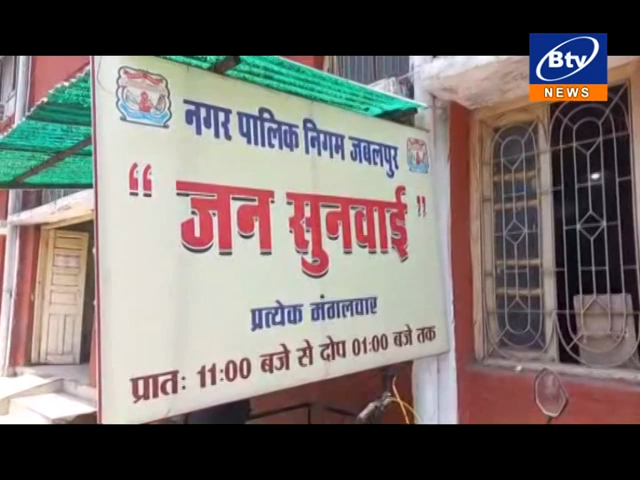 Btv
NEWS
नगर पालिक निगम जबलपुर
“ जन सुनवाई ”
प्रत्येक मंगलवार
प्रातः 11:00 बजे से दोप 01:00 बजे तक